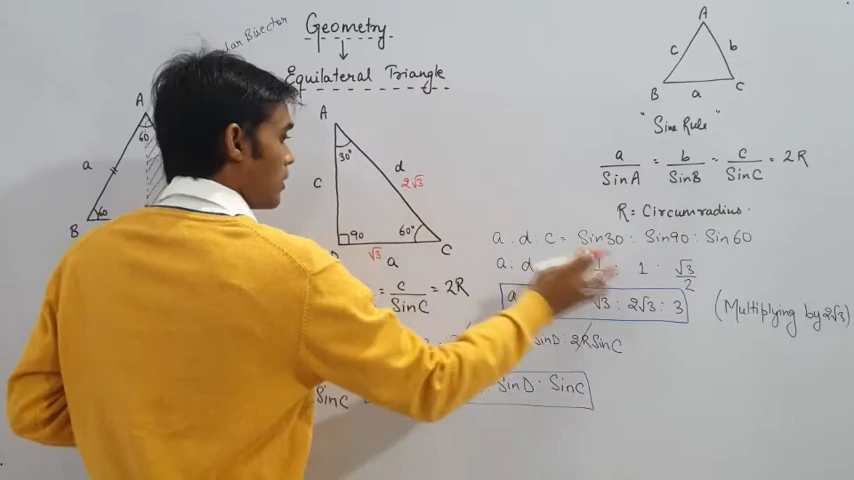 Geometry
Equilateral Triangle
Bisector
A
60
a
B
60
A
30°
c
d
2√3
90
60°
√3
a
C
A
c
b
B
a
C
"Sine Rule"
a/SinA = b/SinB = c/SinC = 2R
R = Circumradius.
a : d : c = Sin30 : Sin90 : Sin60
a : d : 1 : √3/2
a √3 : 2√3 : 3 (Multiplying by 2√3)
= c/SinC = 2R
SinD : 2RSinC
SinD : SinC
SinC